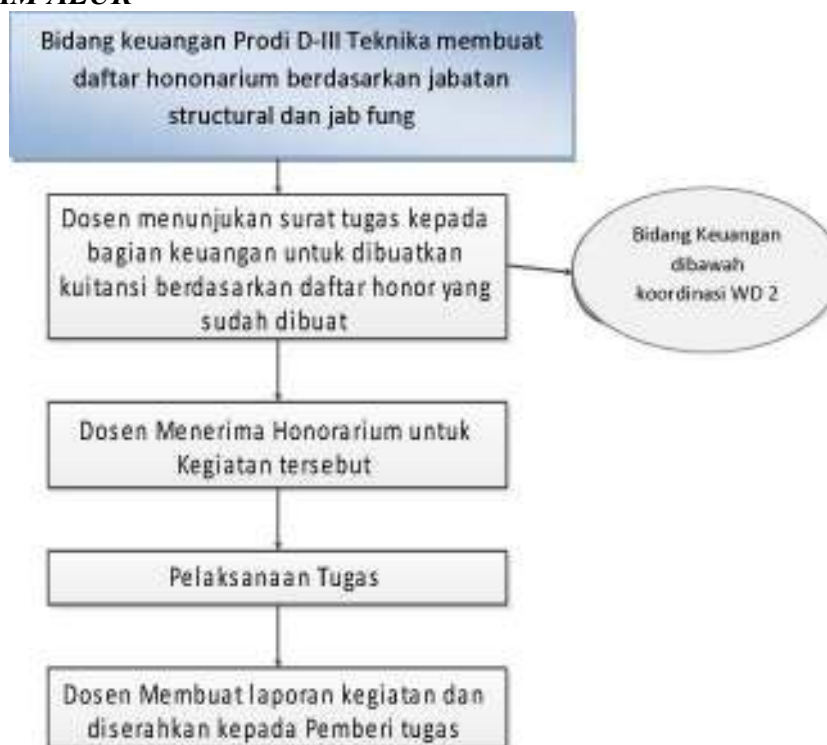 ALUR
Bidang keuangan Prodi D-III Teknika membuat
daftar hononarium berdasarkan jabatan
structural dan jab fung
Dosen menunjukan surat tugas kepada
bagian keuangan untuk dibuatkan
kuitansi berdasarkan daftar honor yang
sudah dibuat
Bidang Keuangan
dibawah
koordinasi WD 2
Dosen Menerima Honorarium untuk
Kegiatan tersebut
Pelaksanaan Tugas
Dosen Membuat laporan kegiatan dan
diserahkan kepada Pemberi tugas